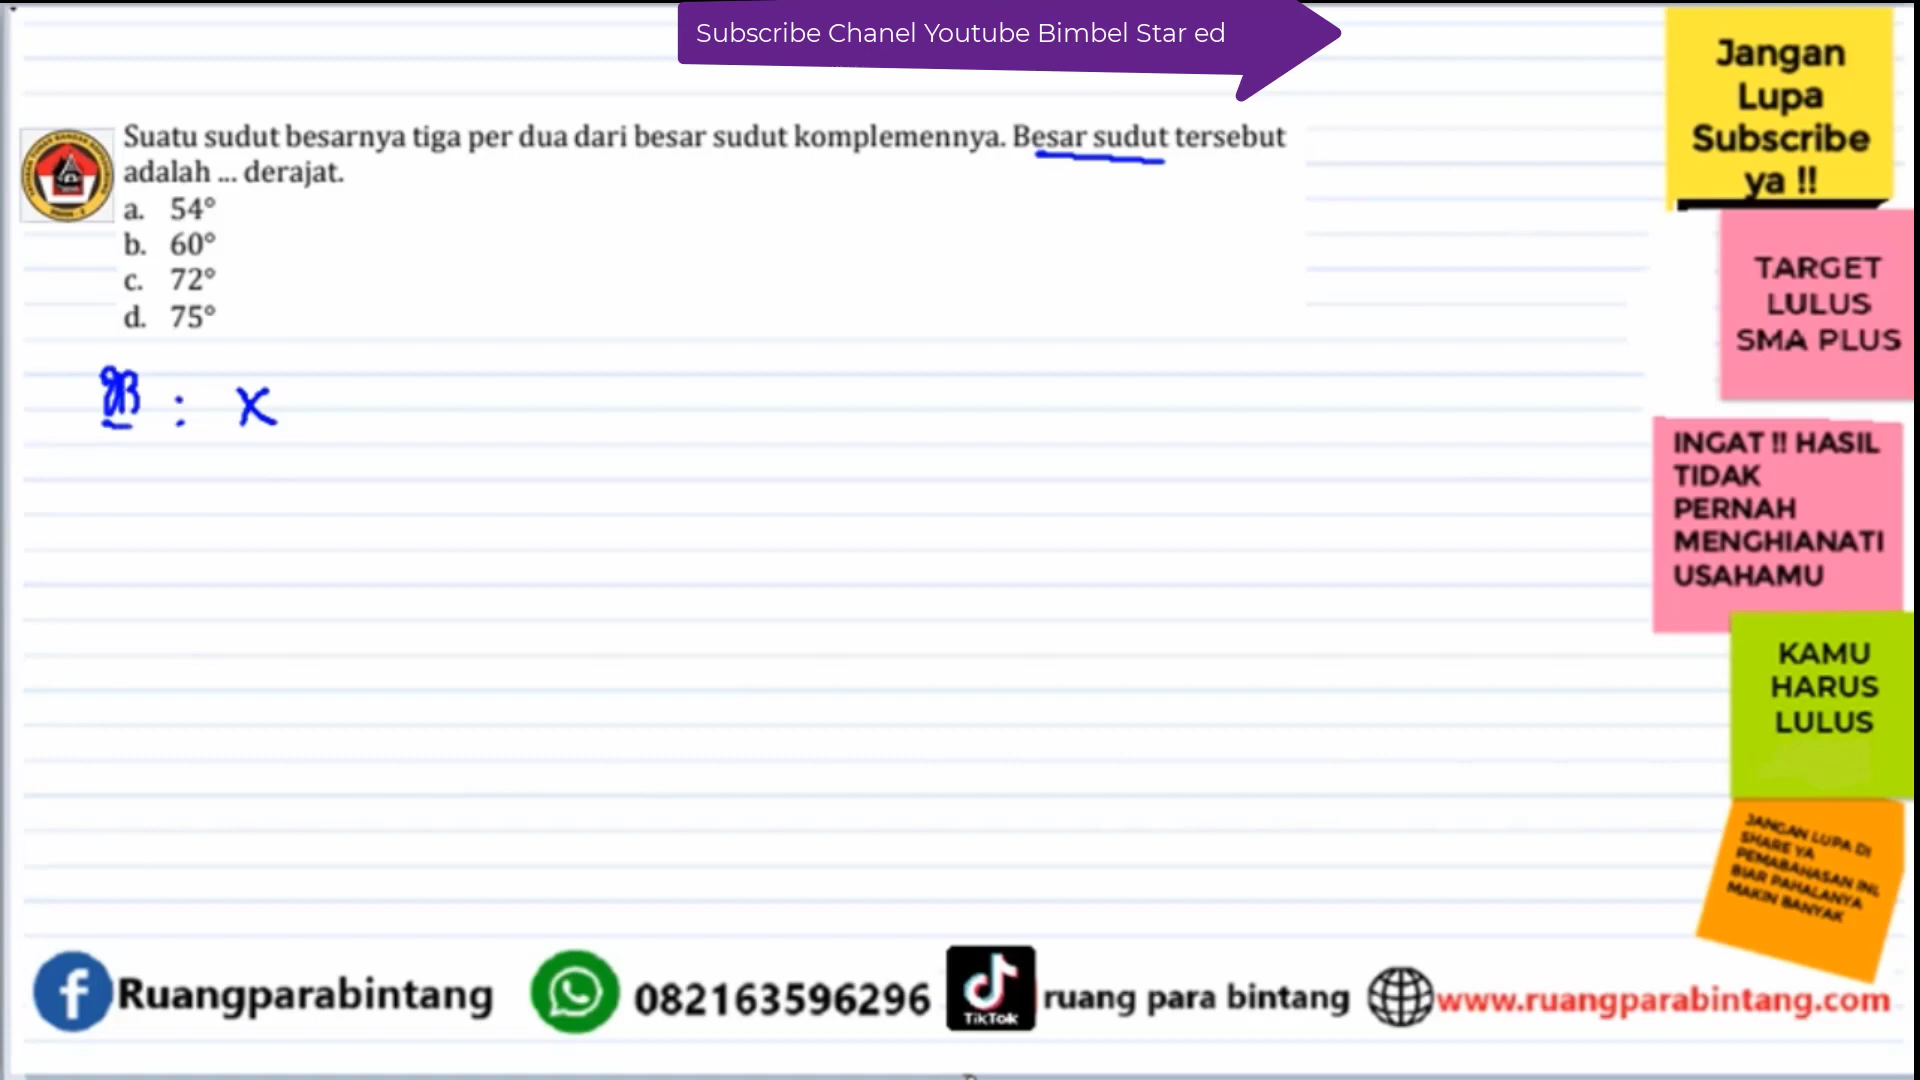 Subscribe Chanel Youtube Bimbel Star ed
Suatu sudut besarnya tiga per dua dari besar sudut komplemennya. Besar sudut tersebut
adalah ... derajat.
a. 54°
b. 60°
c. 72°
d. 75°
: x
Jangan
Lupa
Subscribe
ya !!
TARGET
LULUS
SMA PLUS
INGAT !! HASIL
TIDAK
PERNAH
MENGHIANATI
USAHAMU
KAMU
HARUS
LULUS
JANGAN LUPA DI
SHARE YA
PEMABAHASAN INI,
BIAR PAHALANYA
MAKIN BANYAK
Ruangparabintang
082163596296
TikTok
ruang para bintang
www.ruangparabintang.com